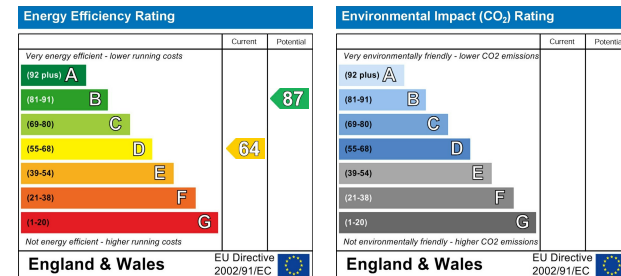 Energy Efficiency Rating
Current Potential
Very energy efficient - lower running costs
(92 plus) A
(81-91) B
87
(69-80) C
(55-68) D
64
(39-54) E
(21-38) F
(1-20) G
Not energy efficient - higher running costs
England & Wales
EU Directive
2002/91/EC
Environmental Impact (CO₂) Rating
Current Potentia
Very environmentally friendly - lower CO2 emissions
(92 plus) A
(81-91) B
(69-80) C
(55-68) D
(39-54) E
(21-38) F
(1-20) G
Not environmentally friendly - higher CO2 emissions
England & Wales
EU Directive
2002/91/EC